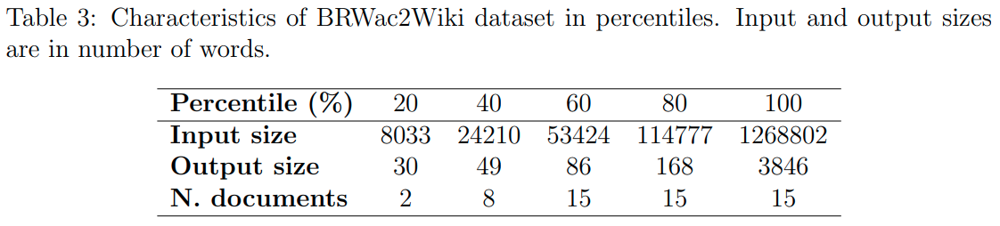 Table 3: Characteristics of BRWac2Wiki dataset in percentiles. Input and output sizes
are in number of words.
Percentile (%) 20 40 60 80 100
Input size 8033 24210 53424 114777 1268802
Output size 30 49 86 168 3846
N. documents 2 8 15 15 15